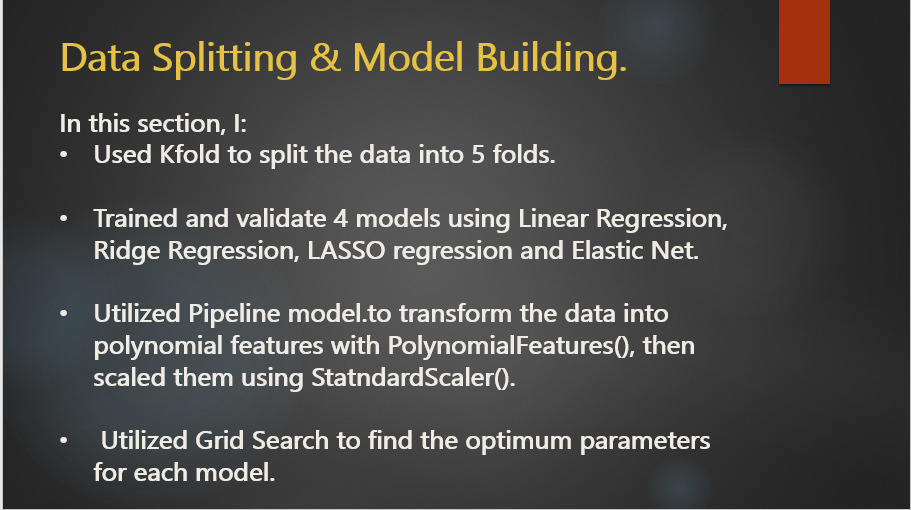 Data Splitting & Model Building.
In this section, I:
• Used Kfold to split the data into 5 folds.
• Trained and validate 4 models using Linear Regression,
Ridge Regression, LASSO regression and Elastic Net.
• Utilized Pipeline model.to transform the data into
polynomial features with PolynomialFeatures(), then
scaled them using StatndardScaler().
• Utilized Grid Search to find the optimum parameters
for each model.